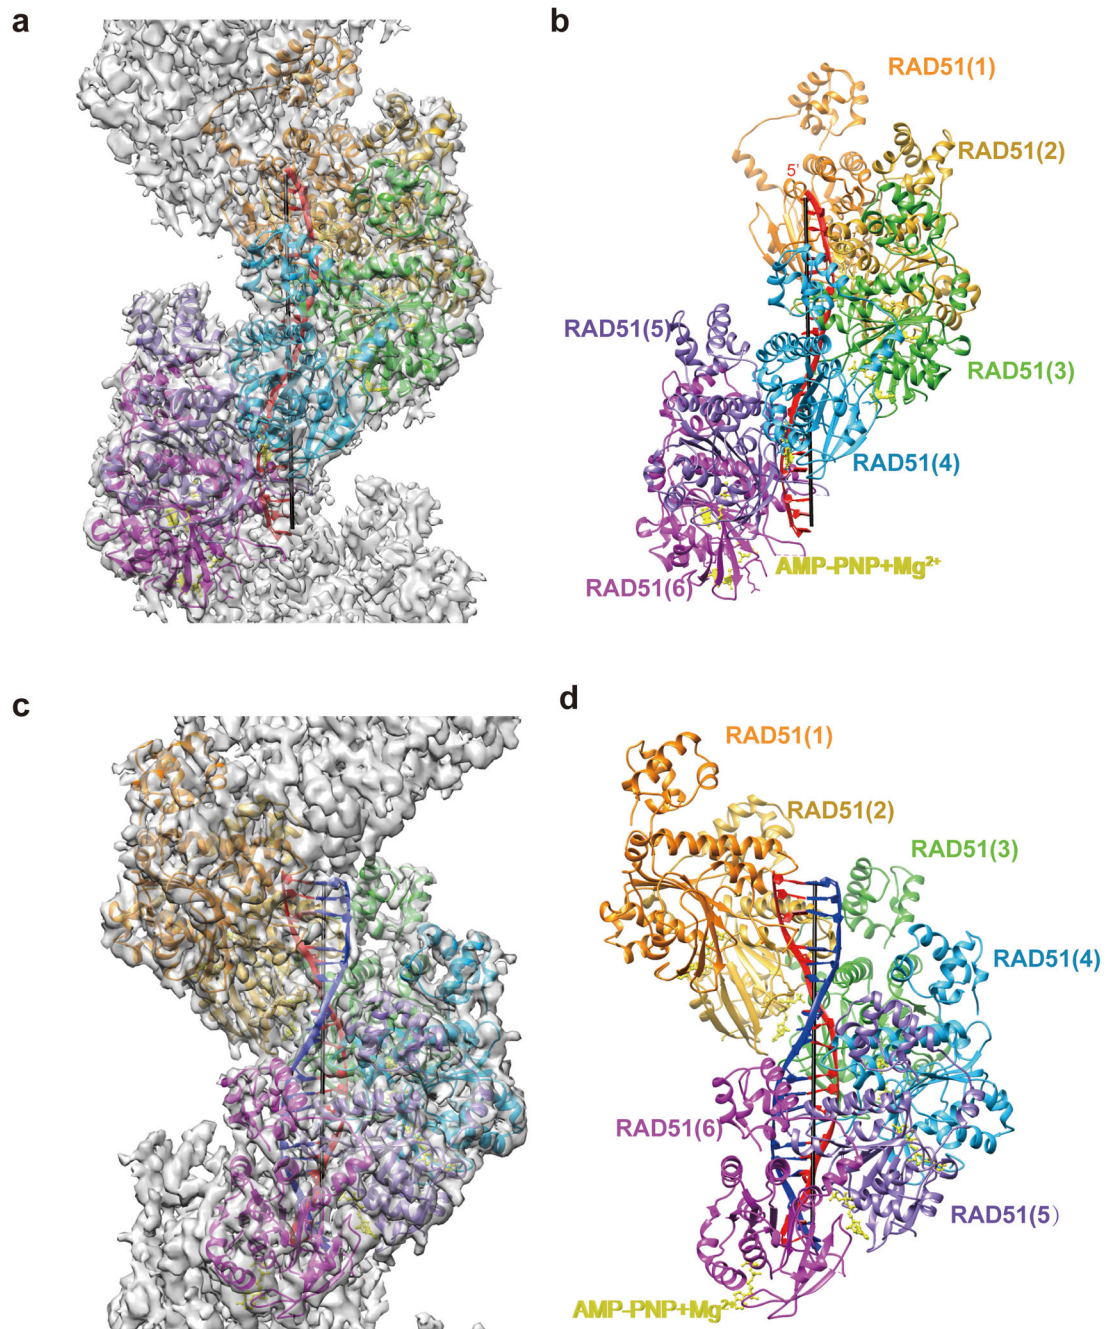 a
b
RAD51(1)
RAD51(2)
5'
RAD51(5)
RAD51(3)
RAD51(4)
AMP-PNP+Mg²⁺
RAD51(6)
c
d
RAD51(1)
RAD51(2)
RAD51(3)
RAD51(4)
RAD51(6)
RAD51(5）
AMP-PNP+Mg²⁺